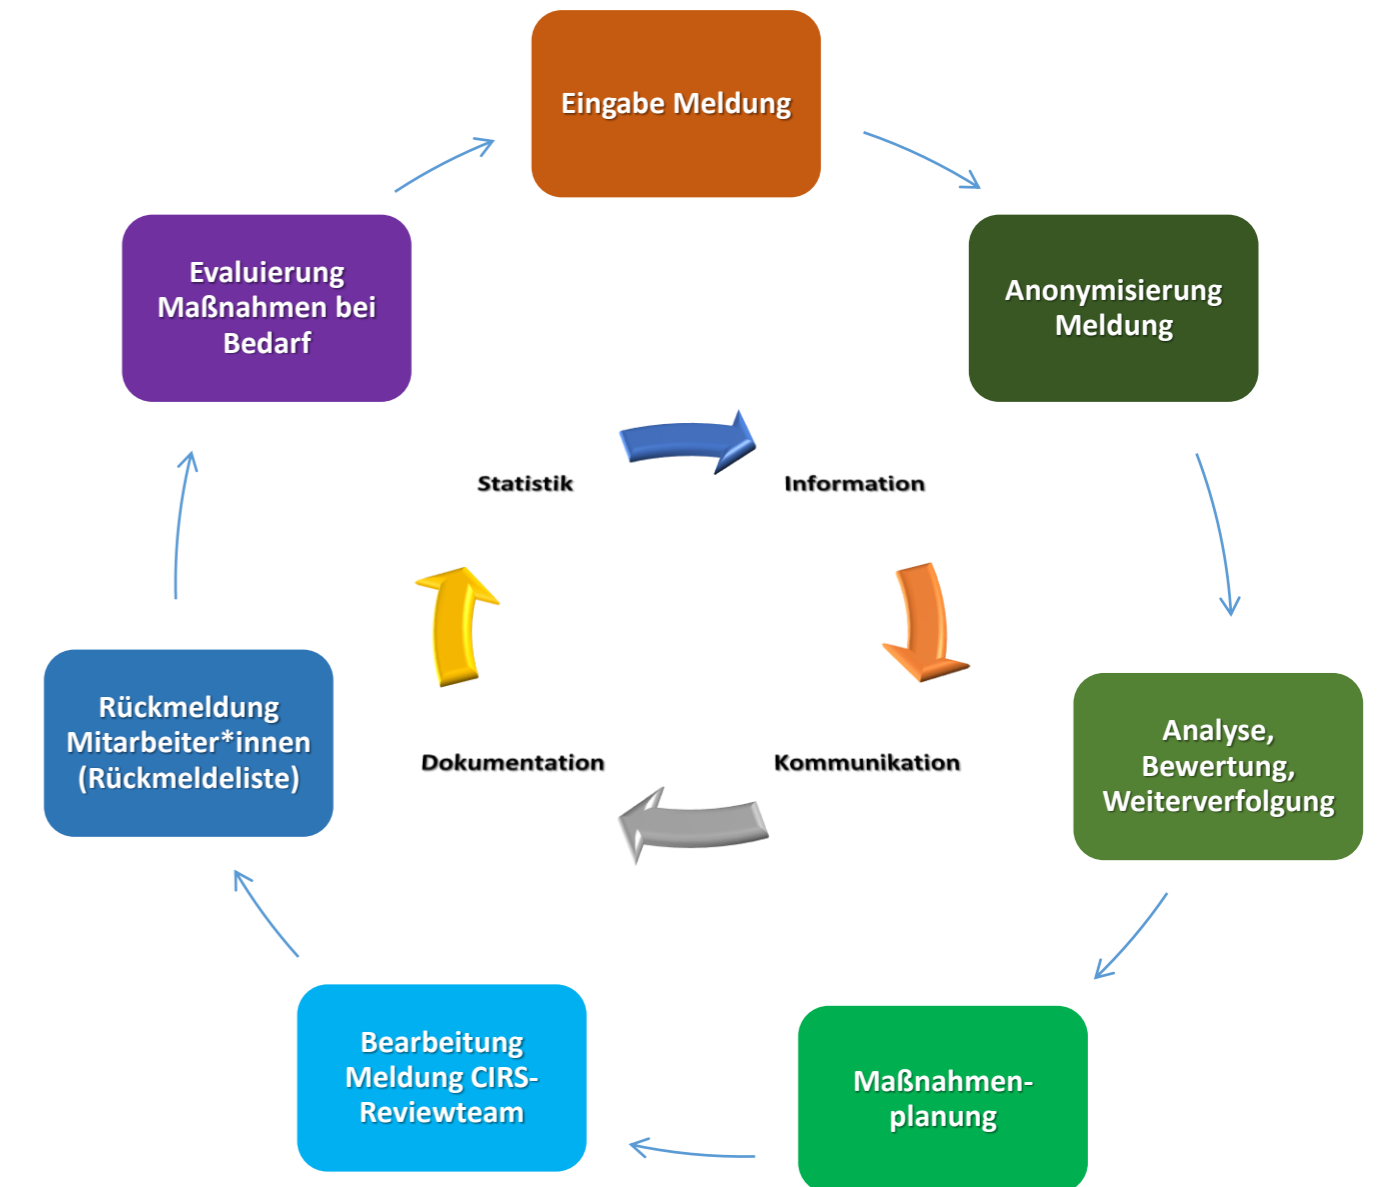 Eingabe Meldung
Anonymisierung
Meldung
Analyse,
Bewertung,
Weiterverfolgung
Maßnahmen-
planung
Bearbeitung
Meldung CIRS-
Reviewteam
Rückmeldung
Mitarbeiter*innen
(Rückmeldeliste)
Evaluierung
Maßnahmen bei
Bedarf
Statistik
Information
Kommunikation
Dokumentation